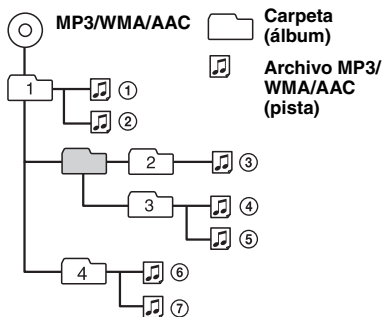 MP3/WMA/AAC
Carpeta
(álbum)
Archivo MP3/
WMA/AAC
(pista)
1
①
②
2
③
3
④
⑤
4
⑥
⑦